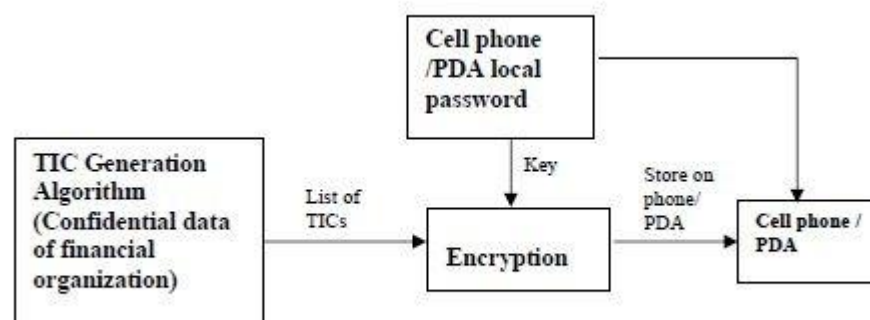 Cell phone
/PDA local
password
TIC Generation
Algorithm
(Confidential data
of financial
organization)
List of
TICs
Key
Encryption
Store on
phone/
PDA
Cell phone /
PDA